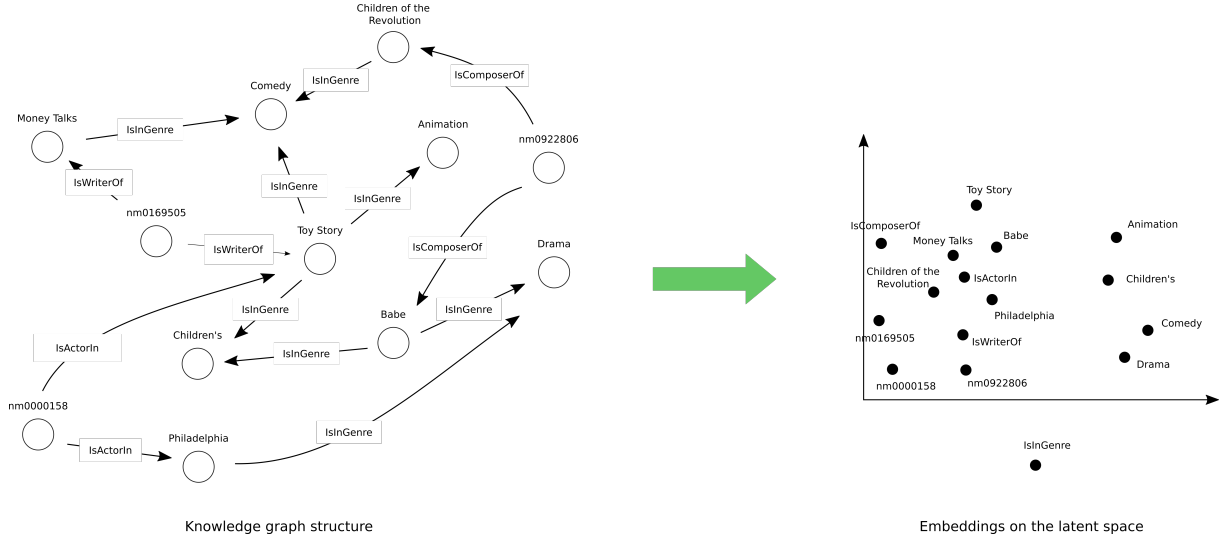 Children of the
Revolution
IsInGenre
IsComposerOf
Comedy
Money Talks
IsInGenre
Animation
nm0922806
IsWriterOf
IsInGenre
IsInGenre
nm0169505
IsWriterOf
Toy Story
IsComposerOf
Drama
IsInGenre
IsInGenre
Babe
Children's
IsActorIn
IsInGenre
nm0000158
IsActorIn
Philadelphia
IsInGenre
Knowledge graph structure
Toy Story
IsComposerOf
Money Talks
Babe
Animation
Children of the
Revolution
IsActorIn
Children's
Philadelphia
nm0169505
IsWriterOf
Comedy
Drama
nm0000158
nm0922806
IsInGenre
Embeddings on the latent space